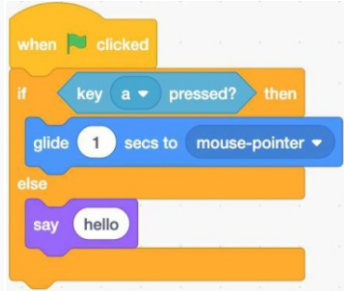 when clicked
if key a pressed? then
glide 1 secs to mouse-pointer
else
say hello